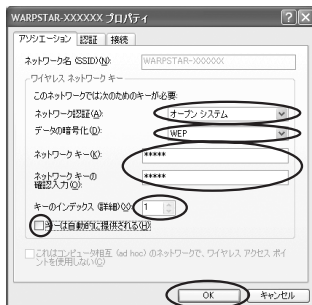 WARPSTAR-XXXXXX プロパティ
アソシエーション 認証 接続
ネットワーク名 (SSID)(N): WARPSTAR-XXXXXX
ワイヤレス ネットワーク キー
このネットワークでは次のためのキーが必要:
ネットワーク認証(A): オープン システム
データの暗号化(D): WEP
ネットワーク キー(K): *****
ネットワーク キーの
確認入力(O): *****
キーのインデックス (詳細)(X): 1
キーは自動的に提供される(H)
これはコンピュータ相互 (ad hoc) のネットワークで、ワイヤレス アクセス ポイ
ントを使用しない(C)
OK キャンセル